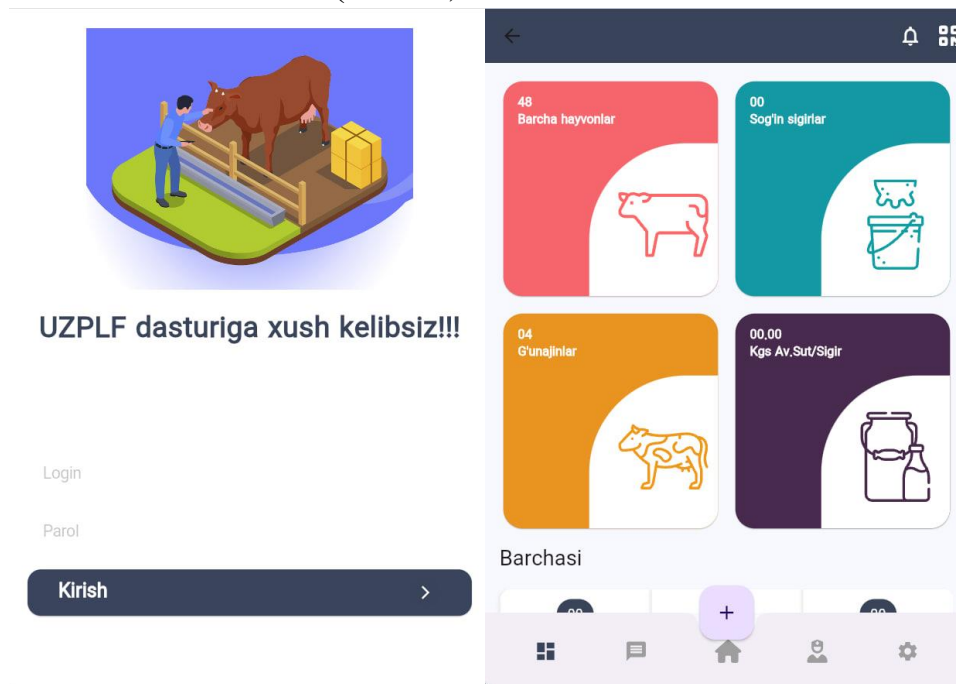 UZPLF dasturiga xush kelibsiz!!!
Login
Parol
Kirish
48
Barcha hayvonlar
00
Sog'in sigirlar
04
G'unajinlar
00.00
Kgs Av.Sut/Sigir
Barchasi